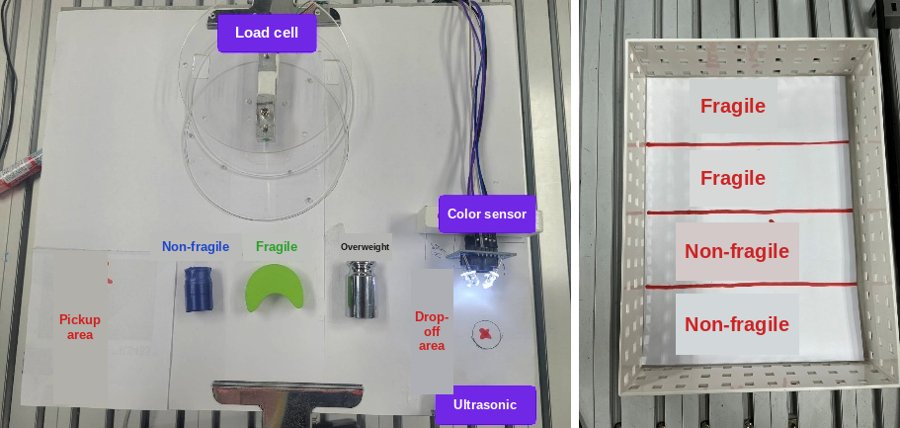 Load cell
Color sensor
Non-fragile
Fragile
Overweight
Pickup
area
Drop-
off
area
Ultrasonic
Fragile
Fragile
Non-fragile
Non-fragile